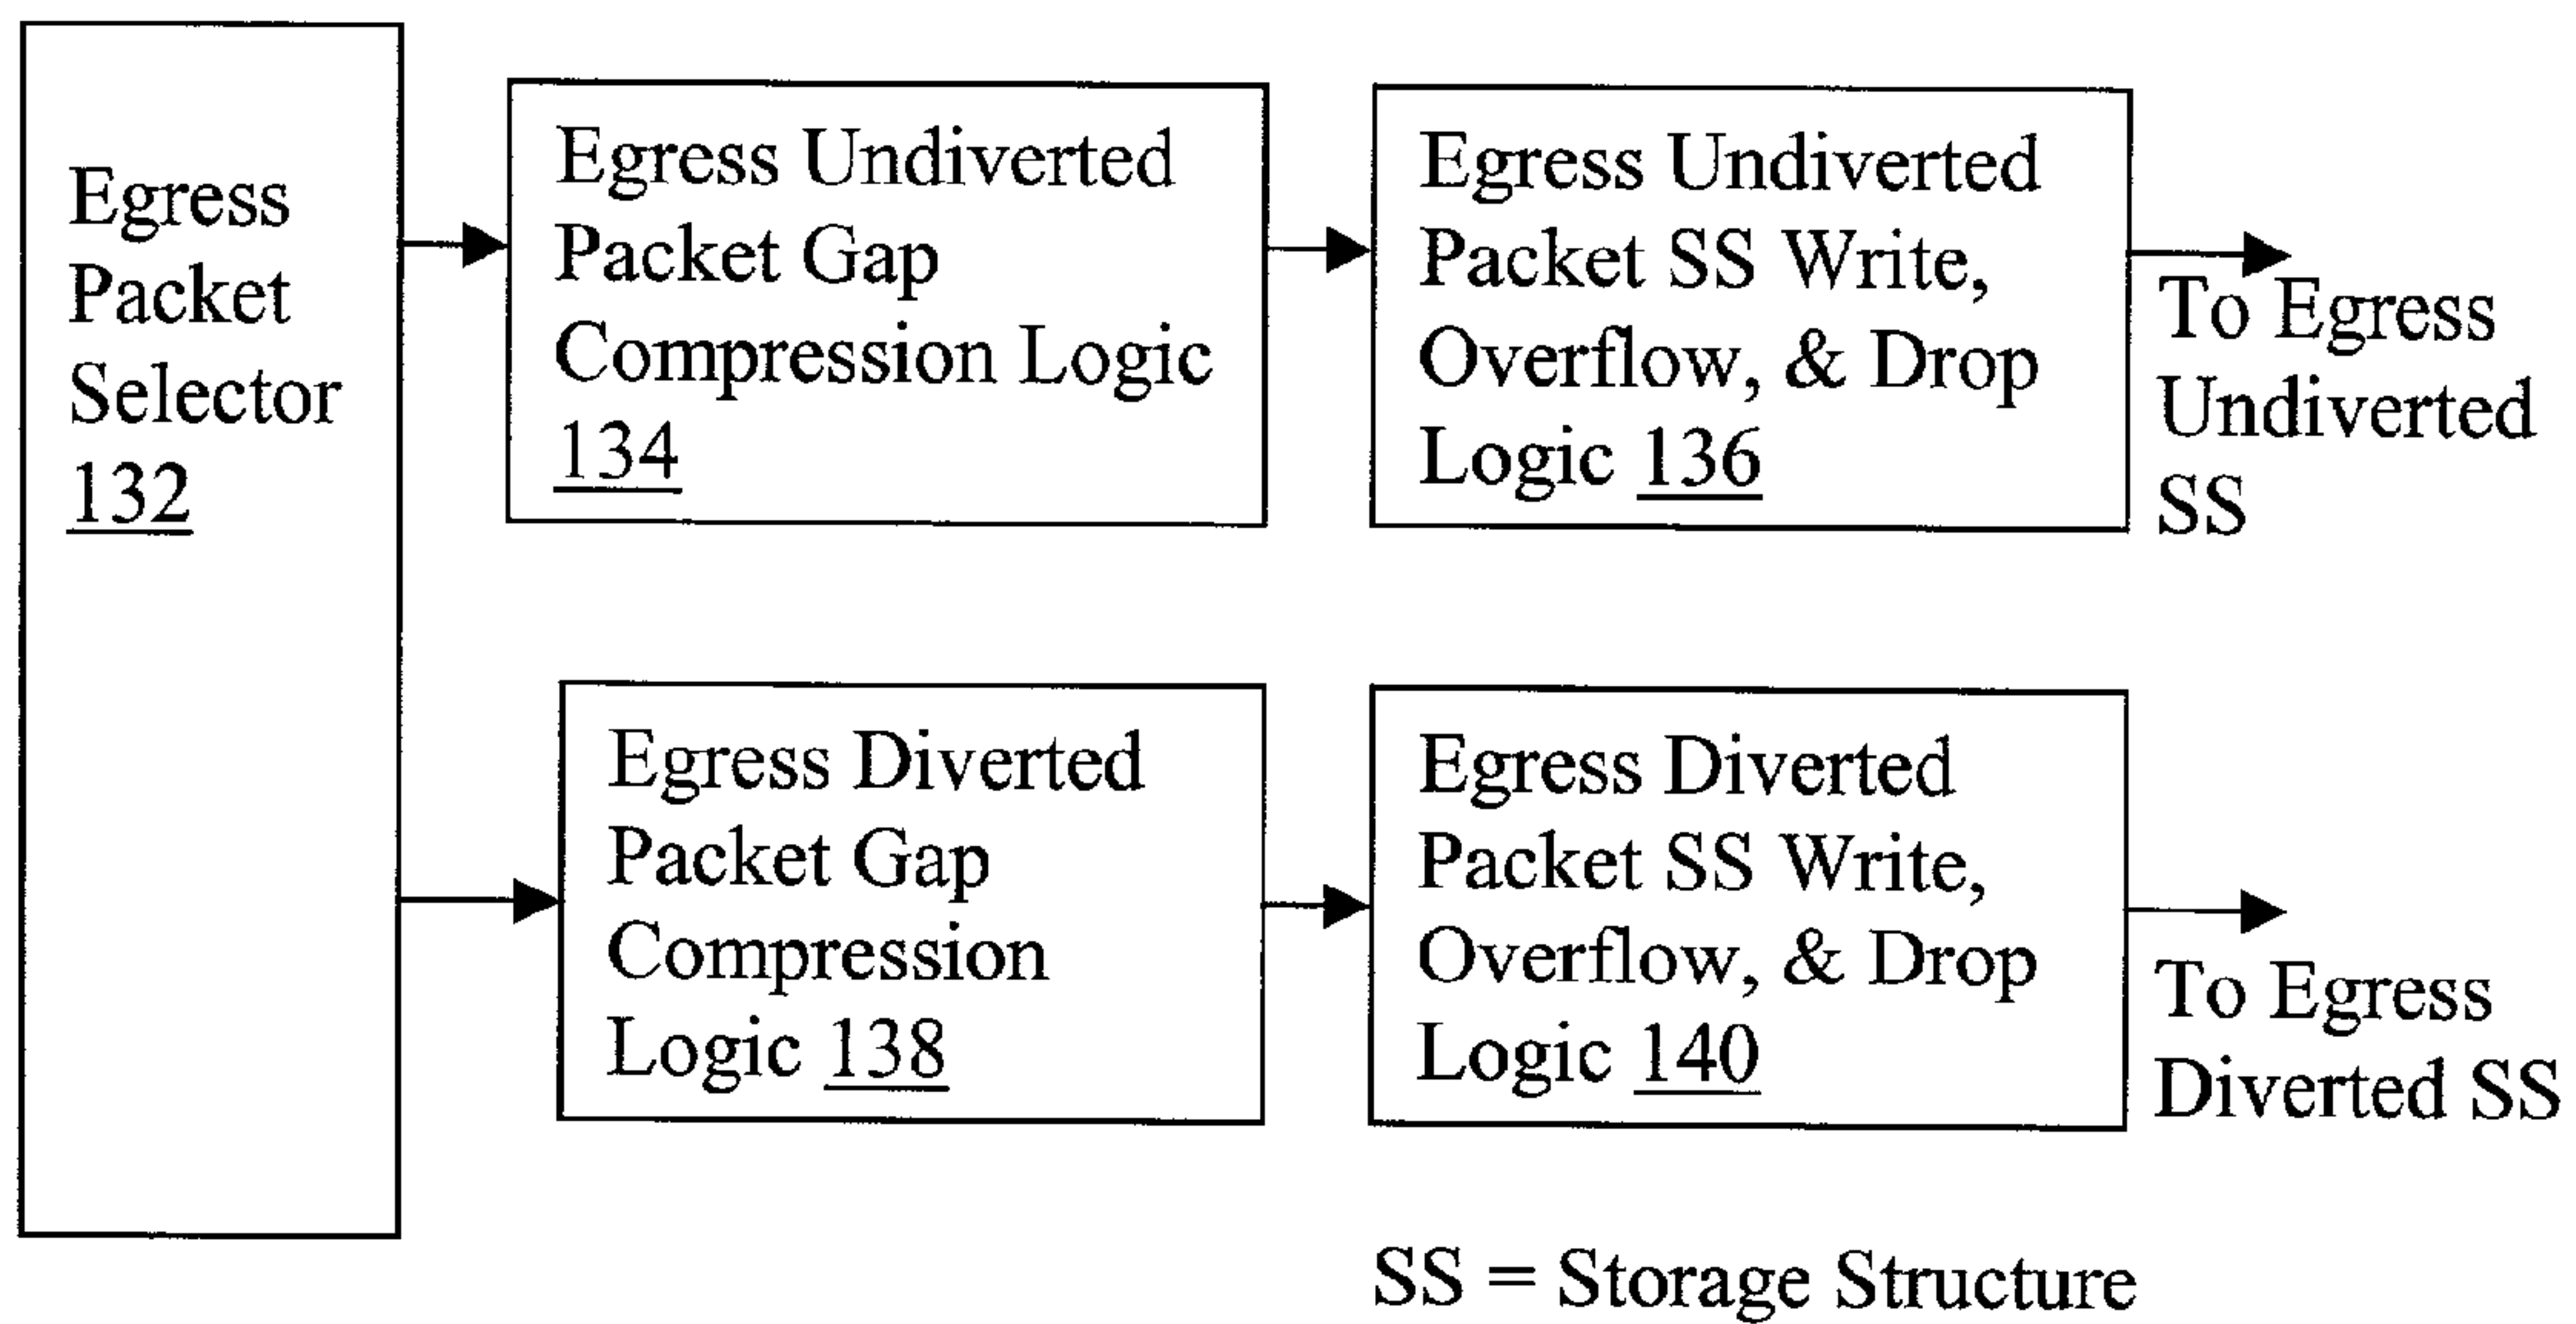 Egress
Packet
Selector
132
Egress Undiverted
Packet Gap
Compression Logic
134
Egress Undiverted
Packet SS Write,
Overflow, & Drop
Logic 136
To Egress
Undiverted
SS
Egress Diverted
Packet Gap
Compression
Logic 138
Egress Diverted
Packet SS Write,
Overflow, & Drop
Logic 140
To Egress
Diverted SS
SS = Storage Structure